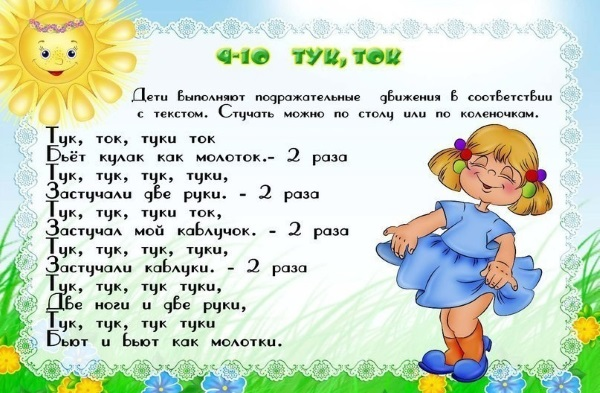 9-10 ТУК, ТОК
Дети выполняют подражательные движения в соответствии
с текстом. Стучать можно по столу или по коленочкам.
Тук, ток, туки ток
Бьёт кулак как молоток.- 2 раза
Тук, тук, тук, туки,
Застучали две руки. - 2 раза
Тук, тук, туки ток,
Застучал мой каблучок. - 2 раза
Тук, тук, тук, туки,
Застучали каблуки. - 2 раза
Тук, тук, тук туки,
Две ноги и две руки,
Тук, тук, тук туки
Бьют и бьют как молотки.